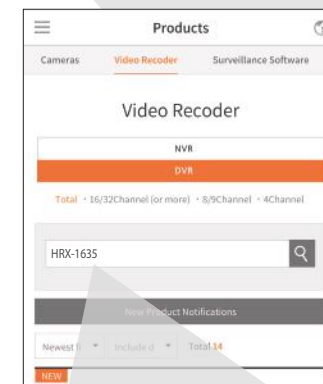 Products
Cameras Video Recoder Surveillance Software
Video Recoder
NVR
DVR
Total • 16/32Channel (or more) • 8/9Channel • 4Channel
HRX-1635
New Product Notifications
Newest fi Include d Total 14
NEW